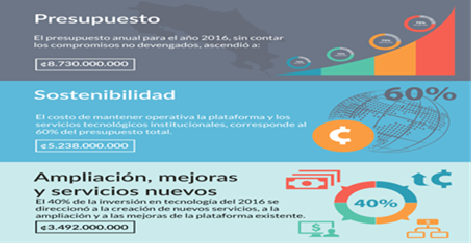 Presupuesto
El presupuesto anual para el año 2016, sin contar
los compromisos no devengados, ascendió a:
¢8.730.000.000
Sostenibilidad
60%
El costo de mantener operativa la plataforma y los
servicios tecnológicos institucionales, corresponde al
60% del presupuesto total.
¢5.238.000.000
¢
Ampliación, mejoras
y servicios nuevos
El 40% de la inversión en tecnología del 2016 se
direccionó a la creación de nuevos servicios, a la
ampliación y a las mejoras de la plataforma existente.
¢3.492.000.000
40%
¢
$